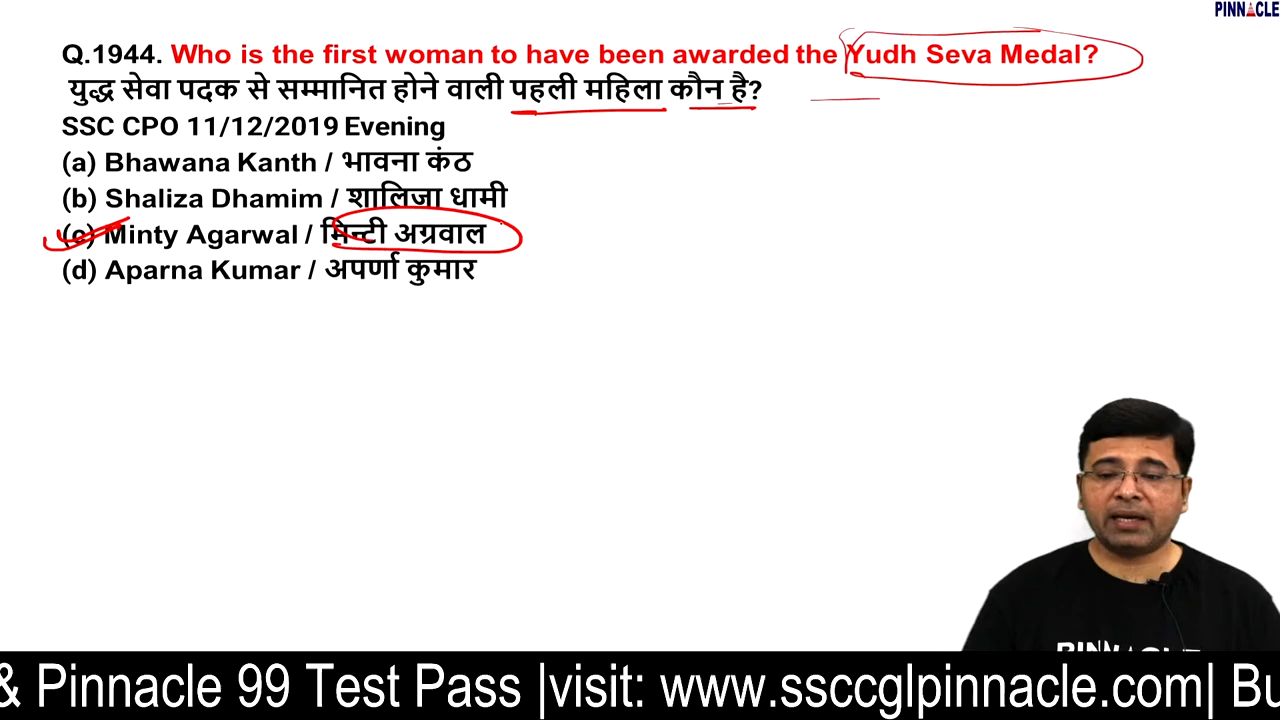 PINNACLE
Q.1944. Who is the first woman to have been awarded the Yudh Seva Medal?
युद्ध सेवा पदक से सम्मानित होने वाली पहली महिला कौन है?
SSC CPO 11/12/2019 Evening
(a) Bhawana Kanth / भावना कंठ
(b) Shaliza Dhamim / शालिजा धामी
(c) Minty Agarwal / मिन्टी अग्रवाल
(d) Aparna Kumar / अपर्णा कुमार
PINNACLE
& Pinnacle 99 Test Pass |visit: www.ssccglpinnacle.com| Bu